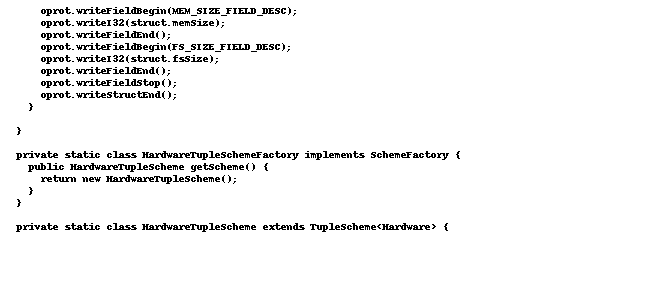 oprot.writeFieldBegin(MEM_SIZE_FIELD_DESC);
oprot.writeI32(struct.memSize);
oprot.writeFieldEnd();
oprot.writeFieldBegin(FS_SIZE_FIELD_DESC);
oprot.writeI32(struct.fsSize);
oprot.writeFieldEnd();
oprot.writeFieldStop();
oprot.writeStructEnd();
}
}
private static class HardwareTupleSchemeFactory implements SchemeFactory {
public HardwareTupleScheme getScheme() {
return new HardwareTupleScheme();
}
}
private static class HardwareTupleScheme extends TupleScheme<Hardware> {